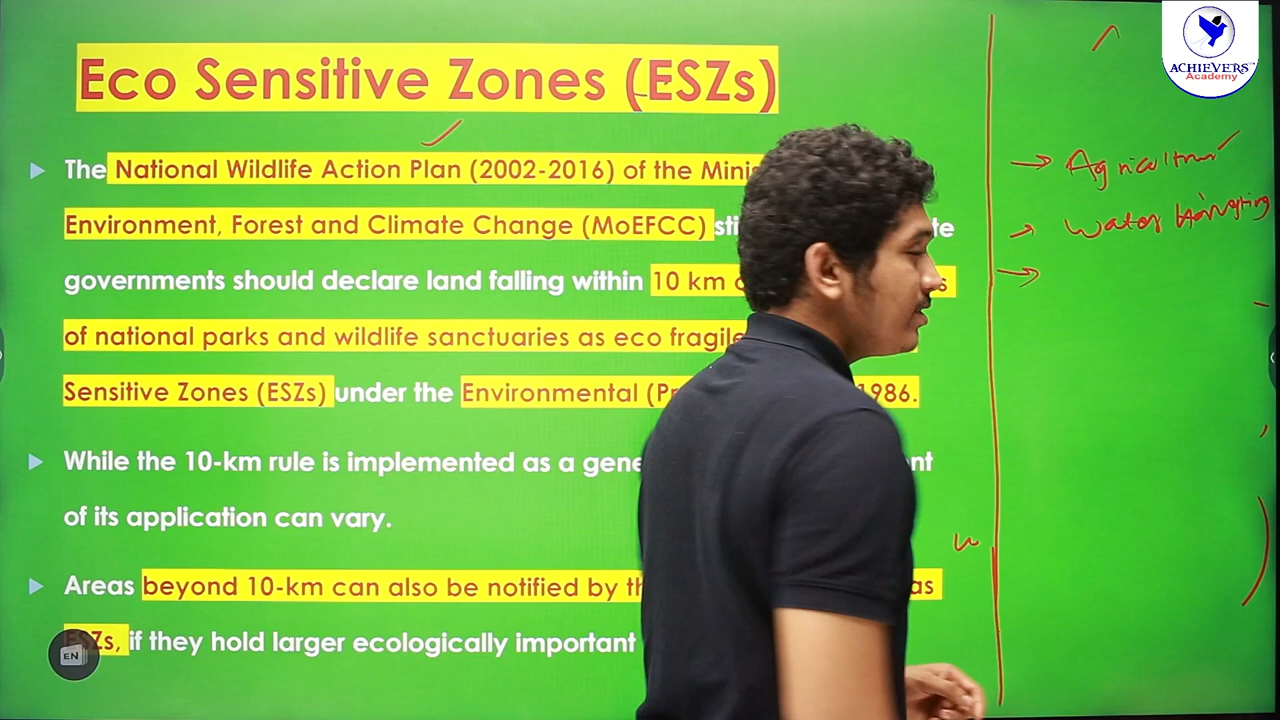 Eco Sensitive Zones (ESZs)
The National Wildlife Action Plan (2002-2016) of the Minis
Environment, Forest and Climate Change (MoEFCC) sti te
governments should declare land falling within 10 km s
of national parks and wildlife sanctuaries as eco fragile
Sensitive Zones (ESZs) under the Environmental (Pr 1986.
While the 10-km rule is implemented as a gene nt
of its application can vary.
Areas beyond 10-km can also be notified by th as
ESZs, if they hold larger ecologically important
EN
ACHIEVERS
Academy
→
→ Water Harvesting
→